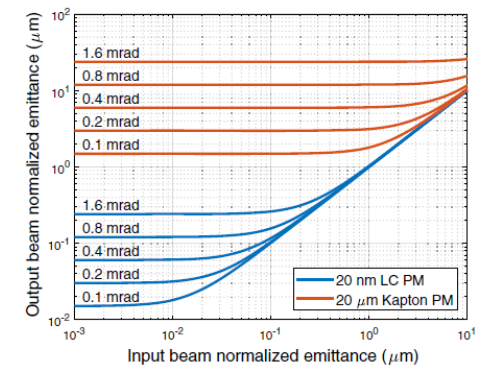 Output beam normalized emittance (μm)
10²
10¹
10⁰
10⁻¹
10⁻²
1.6 mrad
0.8 mrad
0.4 mrad
0.2 mrad
0.1 mrad
1.6 mrad
0.8 mrad
0.4 mrad
0.2 mrad
0.1 mrad
20 nm LC PM
20 μm Kapton PM
10⁻³ 10⁻² 10⁻¹ 10⁰ 10¹
Input beam normalized emittance (μm)